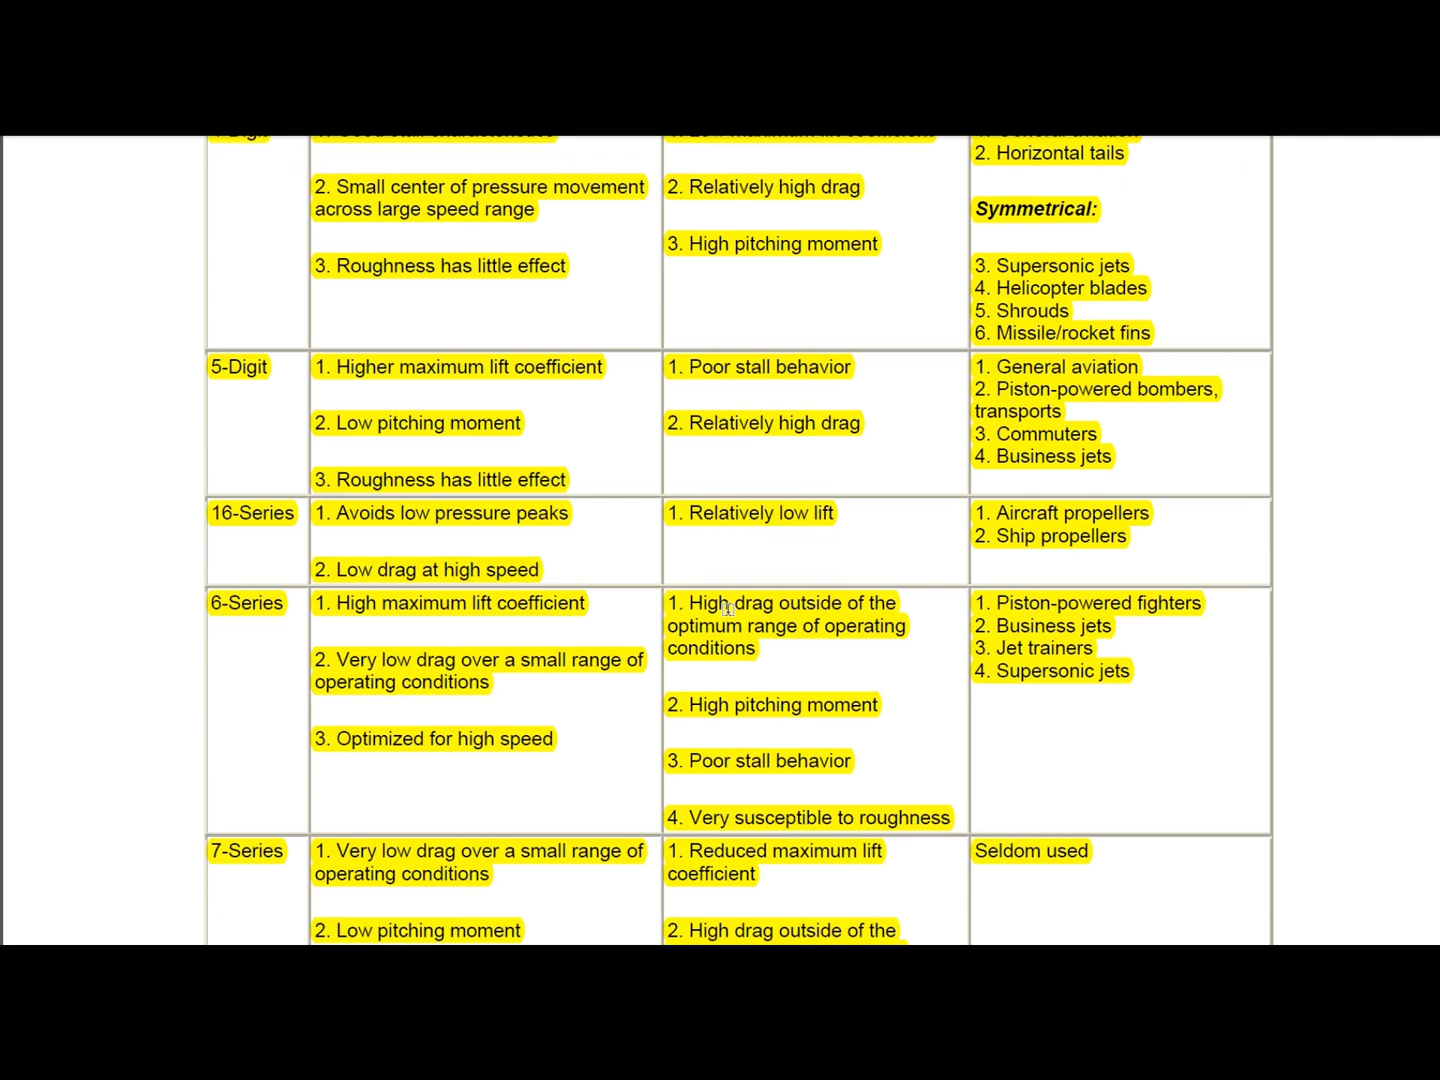 2. Horizontal tails
2. Small center of pressure movement
across large speed range
2. Relatively high drag
Symmetrical:
3. High pitching moment
3. Roughness has little effect
3. Supersonic jets
4. Helicopter blades
5. Shrouds
6. Missile/rocket fins
5-Digit
1. Higher maximum lift coefficient
2. Low pitching moment
3. Roughness has little effect
1. Poor stall behavior
2. Relatively high drag
1. General aviation
2. Piston-powered bombers,
transports
3. Commuters
4. Business jets
16-Series
1. Avoids low pressure peaks
2. Low drag at high speed
1. Relatively low lift
1. Aircraft propellers
2. Ship propellers
6-Series
1. High maximum lift coefficient
2. Very low drag over a small range of
operating conditions
3. Optimized for high speed
1. High drag outside of the
optimum range of operating
conditions
2. High pitching moment
3. Poor stall behavior
4. Very susceptible to roughness
1. Piston-powered fighters
2. Business jets
3. Jet trainers
4. Supersonic jets
7-Series
1. Very low drag over a small range of
operating conditions
2. Low pitching moment
1. Reduced maximum lift
coefficient
2. High drag outside of the
Seldom used